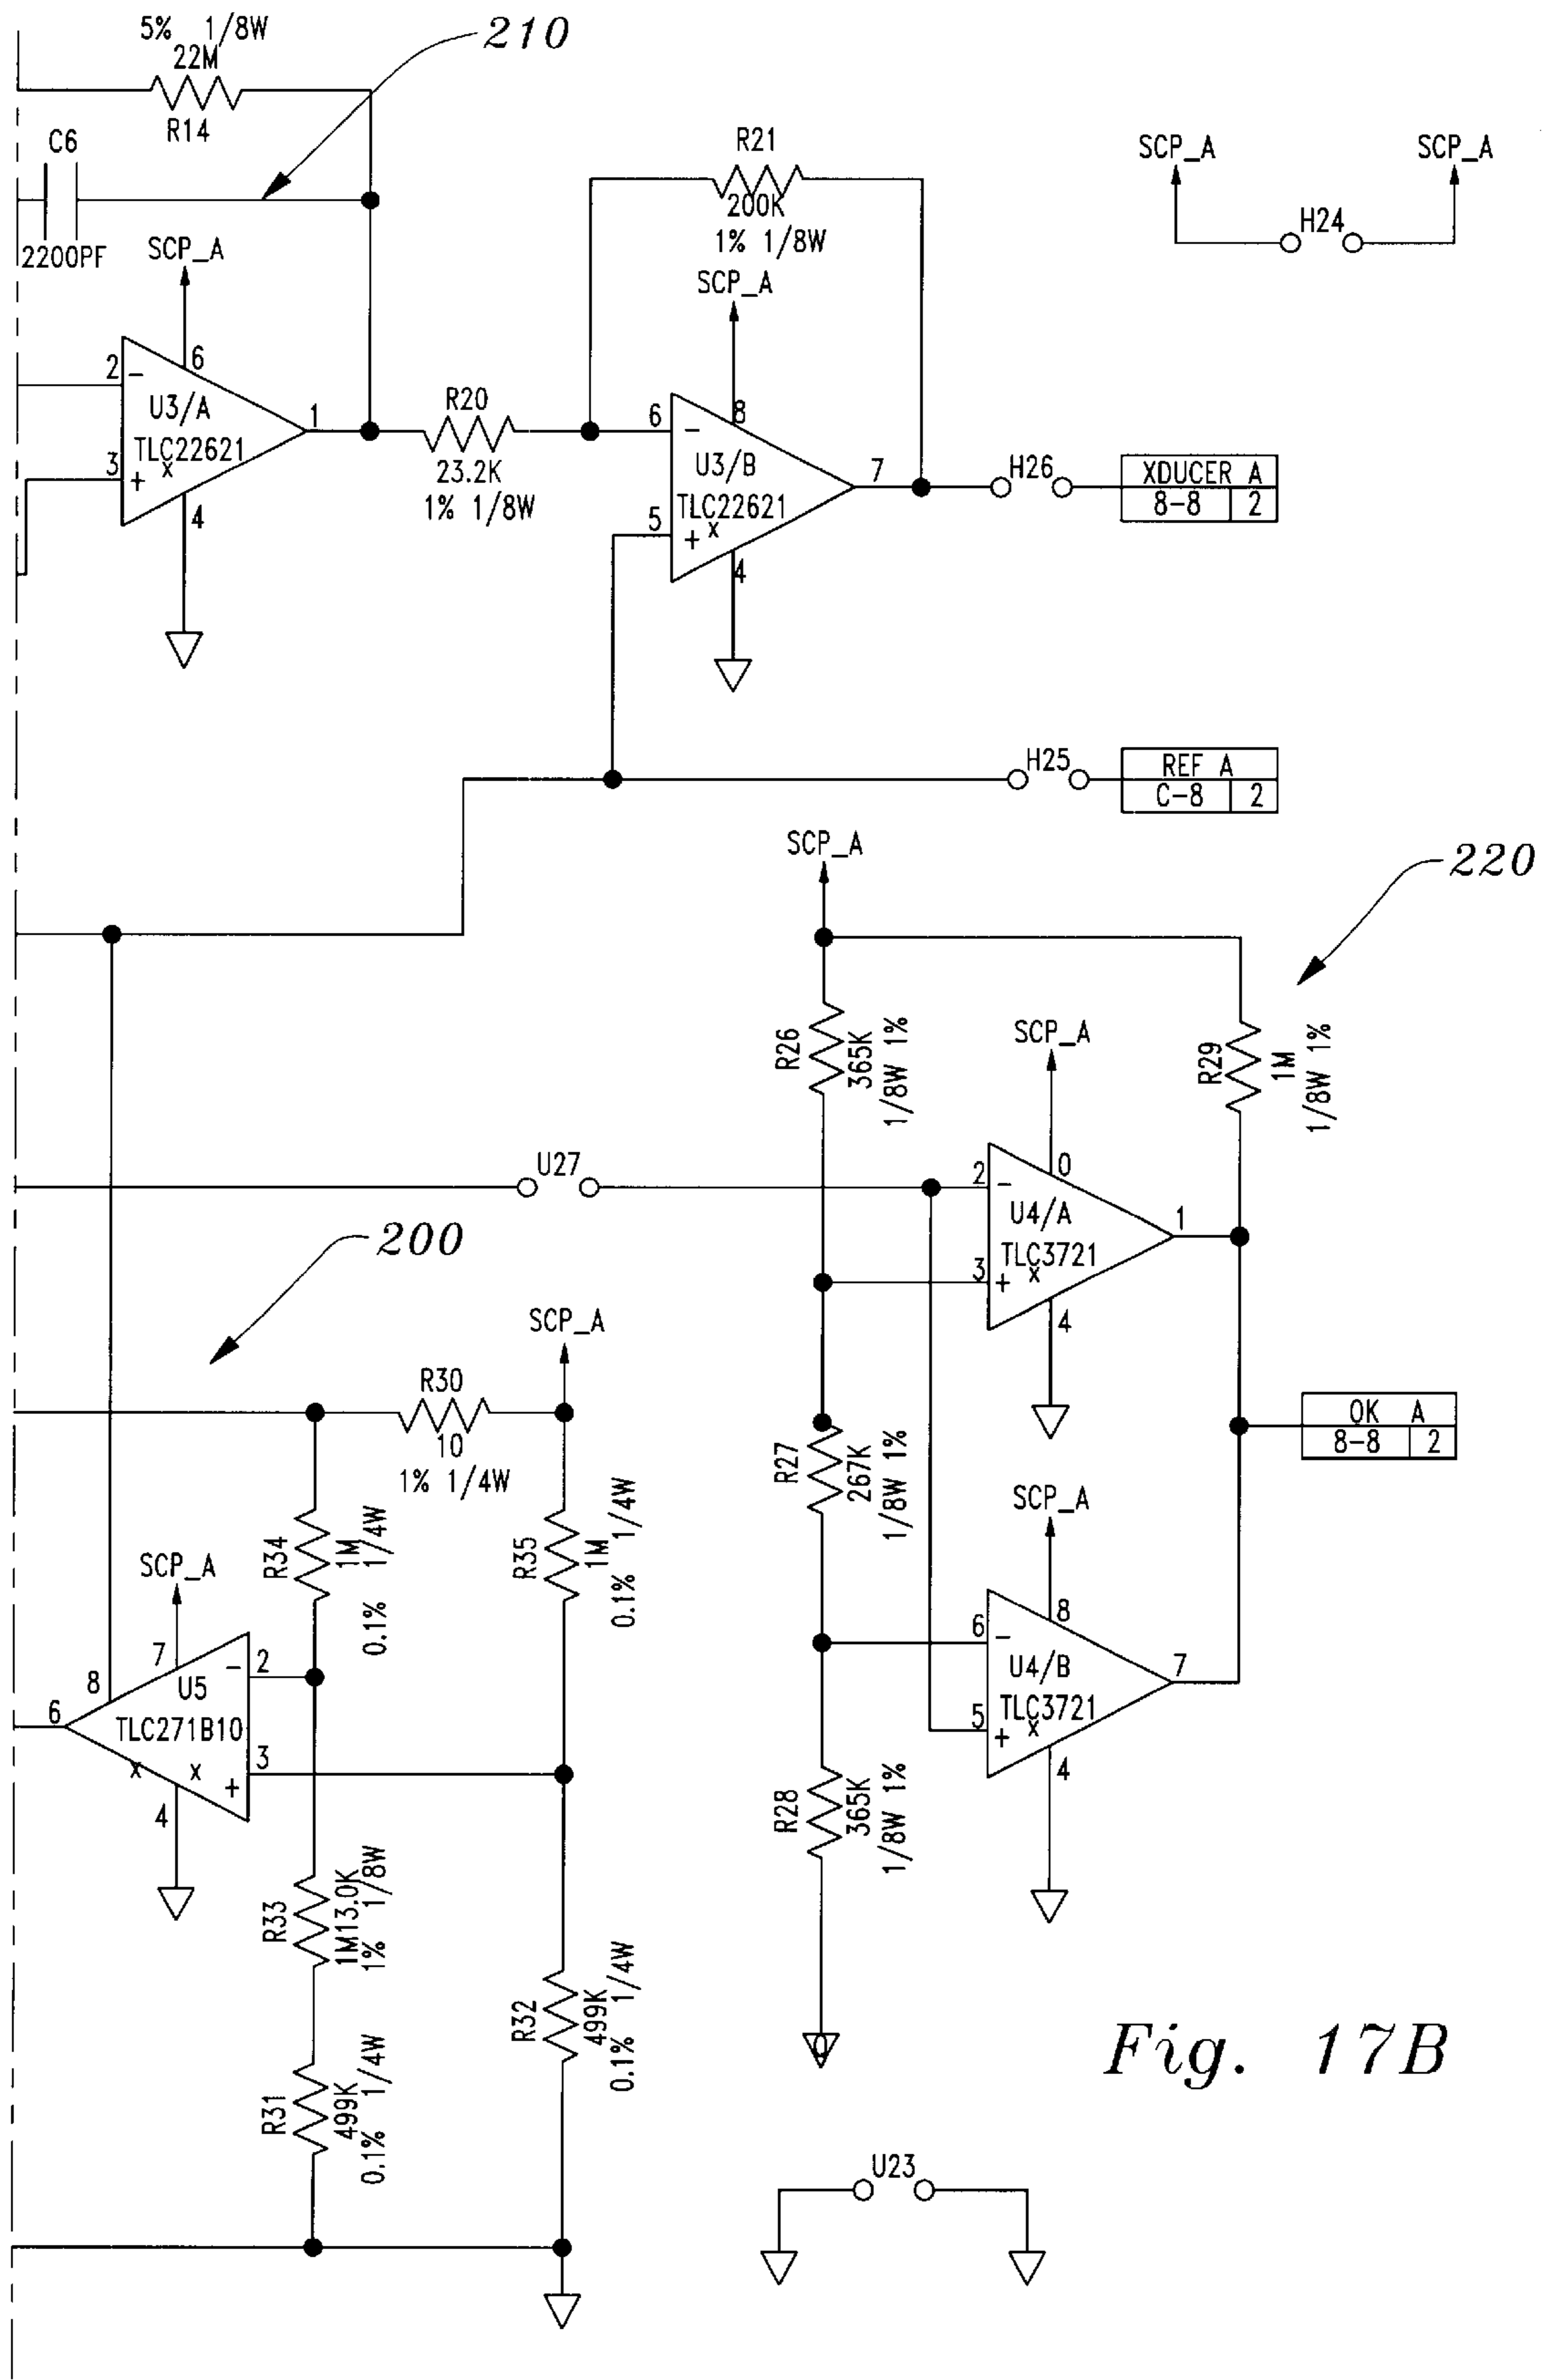 5% 1/8W
22M
R14
210
C6
2200PF
SCP_A
2
-
6
U3/A
TLC22621
x
3
+
4
1
R20
23.2K
1% 1/8W
R21
200K
1% 1/8W
SCP_A
6
-
8
U3/B
TLC22621
x
5
+
4
7
SCP_A
SCP_A
H24
H26
XDUCER A
8-8 2
H25
REF A
C-8 2
SCP_A
220
R26
365K
1/8W 1%
SCP_A
R29
1M
1/8W 1%
U27
2
-
0
U4/A
TLC3721
x
3
+
4
1
200
SCP_A
R30
10
1% 1/4W
OK A
8-8 2
R27
267K
1/8W 1%
SCP_A
R34
1M
0.1% 1/4W
R35
1M
0.1% 1/4W
SCP_A
7
8
6
U5
TLC271B10
-
2
x
x
+
3
4
6
-
8
U4/B
TLC3721
x
5
+
4
7
R28
365K
1/8W 1%
R33
1M13.0K
1% 1/8W
R32
499K
0.1% 1/4W
R31
499K
0.1% 1/4W
0
Fig. 17B
U23